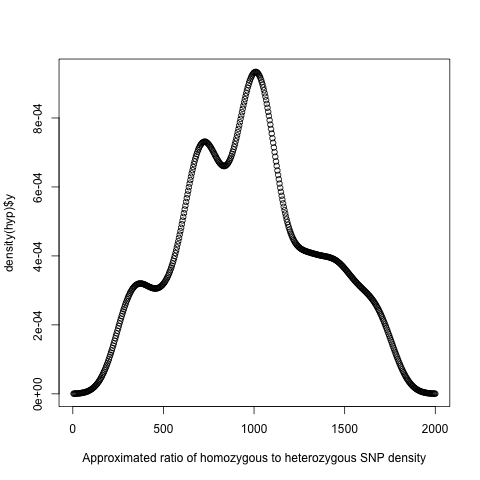 density(hyp)$y
8e-04
6e-04
4e-04
2e-04
0e+00
0 500 1000 1500 2000
Approximated ratio of homozygous to heterozygous SNP density